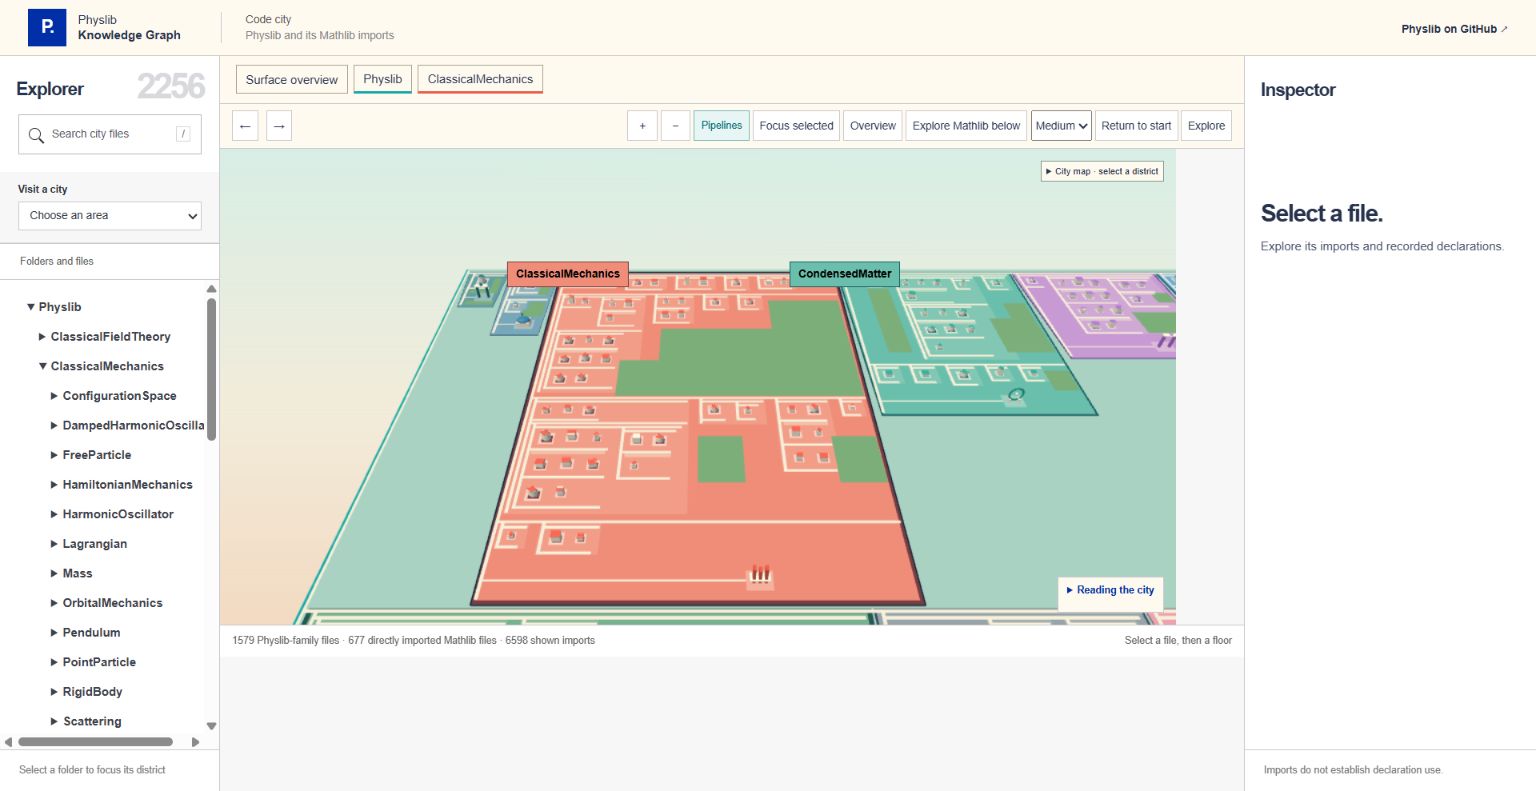 P.
Physlib
Knowledge Graph
Code city
Physlib and its Mathlib imports
Physlib on GitHub ↗
Explorer
2256
Search city files
/
Visit a city
Choose an area
Folders and files
▼ Physlib
▶ ClassicalFieldTheory
▼ ClassicalMechanics
▶ ConfigurationSpace
▶ DampedHarmonicOscilla
▶ FreeParticle
▶ HamiltonianMechanics
▶ HarmonicOscillator
▶ Lagrangian
▶ Mass
▶ OrbitalMechanics
▶ Pendulum
▶ PointParticle
▶ RigidBody
▶ Scattering
Select a folder to focus its district
Surface overview
Physlib
ClassicalMechanics
← →
+ − Pipelines Focus selected Overview Explore Mathlib below Medium Return to start Explore
▶ City map · select a district
ClassicalMechanics
CondensedMatter
▶ Reading the city
1579 Physlib-family files · 677 directly imported Mathlib files · 6598 shown imports
Select a file, then a floor
Inspector
Select a file.
Explore its imports and recorded declarations.
Imports do not establish declaration use.